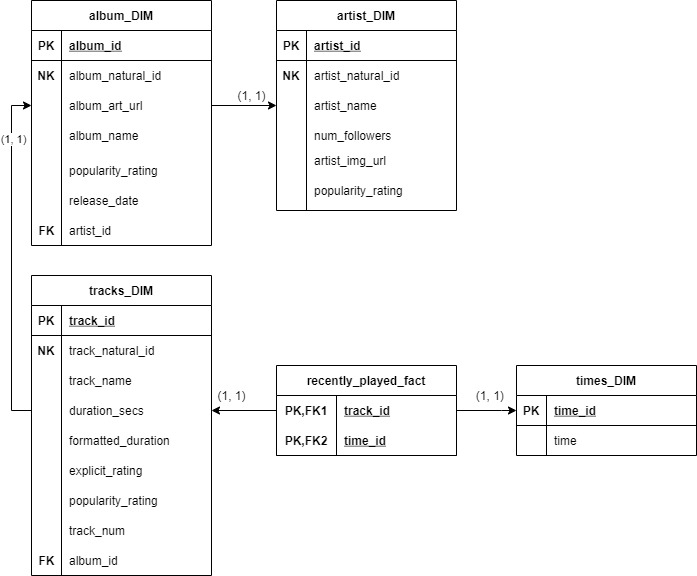 album_DIM
PK album_id
NK album_natural_id
album_art_url
album_name
popularity_rating
release_date
FK artist_id
(1, 1)
(1, 1)
artist_DIM
PK artist_id
NK artist_natural_id
artist_name
num_followers
artist_img_url
popularity_rating
tracks_DIM
PK track_id
NK track_natural_id
track_name
duration_secs
formatted_duration
explicit_rating
popularity_rating
track_num
FK album_id
(1, 1)
recently_played_fact
PK,FK1 track_id
PK,FK2 time_id
(1, 1)
times_DIM
PK time_id
time